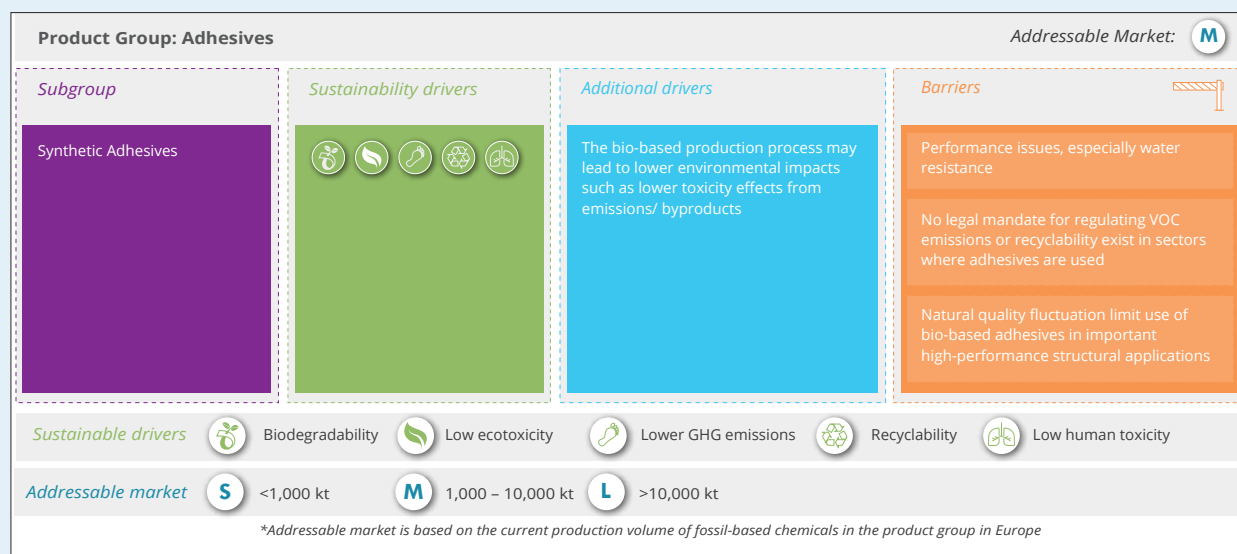 Product Group: Adhesives
Addressable Market: M
Subgroup
Synthetic Adhesives
Sustainability drivers
Additional drivers
The bio-based production process may
lead to lower environmental impacts
such as lower toxicity effects from
emissions/ byproducts
Barriers
Performance issues, especially water
resistance
No legal mandate for regulating VOC
emissions or recyclability exist in sectors
where adhesives are used
Natural quality fluctuation limit use of
bio-based adhesives in important
high-performance structural applications
Sustainable drivers Biodegradability Low ecotoxicity Lower GHG emissions Recyclability Low human toxicity
Addressable market S <1,000 kt M 1,000 – 10,000 kt L >10,000 kt
*Addressable market is based on the current production volume of fossil-based chemicals in the product group in Europe